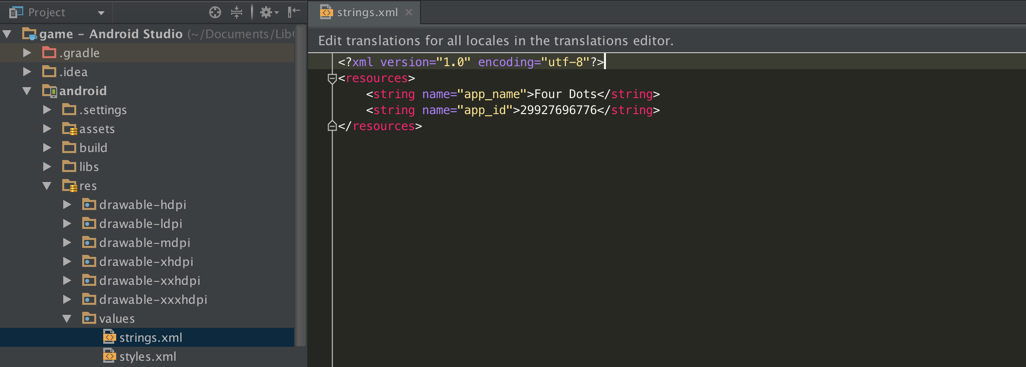 Project
strings.xml
game – Android Studio (~/Documents/Lib
.gradle
.idea
android
.settings
assets
build
libs
res
drawable-hdpi
drawable-ldpi
drawable-mdpi
drawable-xhdpi
drawable-xxhdpi
drawable-xxxhdpi
values
strings.xml
styles.xml
Edit translations for all locales in the translations editor.
<?xml version="1.0" encoding="utf-8"?>
<resources>
<string name="app_name">Four Dots</string>
<string name="app_id">29927696776</string>
</resources>